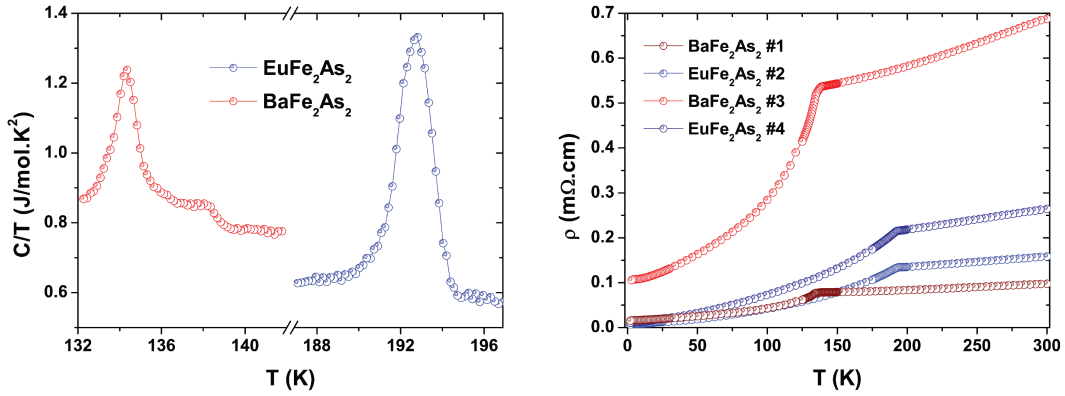 C/T (J/mol.K²)
1.4
1.2
1.0
0.8
0.6
EuFe₂As₂
BaFe₂As₂
132 136 140 188 192 196
T (K)
ρ (mΩ.cm)
0.7
0.6
0.5
0.4
0.3
0.2
0.1
0.0
BaFe₂As₂ #1
EuFe₂As₂ #2
BaFe₂As₂ #3
EuFe₂As₂ #4
0 50 100 150 200 250 300
T (K)